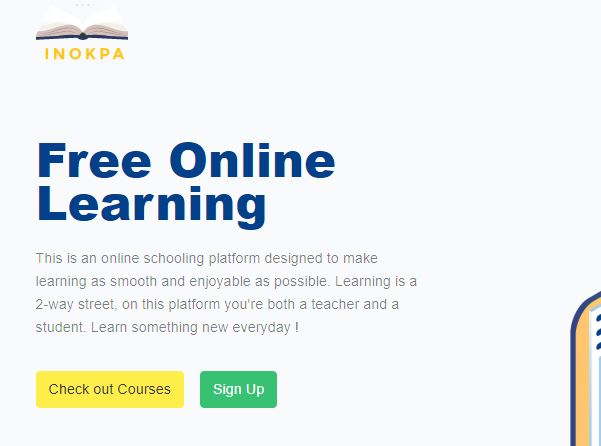 INOKPA
Free Online
Learning
This is an online schooling platform designed to make
learning as smooth and enjoyable as possible. Learning is a
2-way street, on this platform you're both a teacher and a
student. Learn something new everyday !
Check out Courses
Sign Up